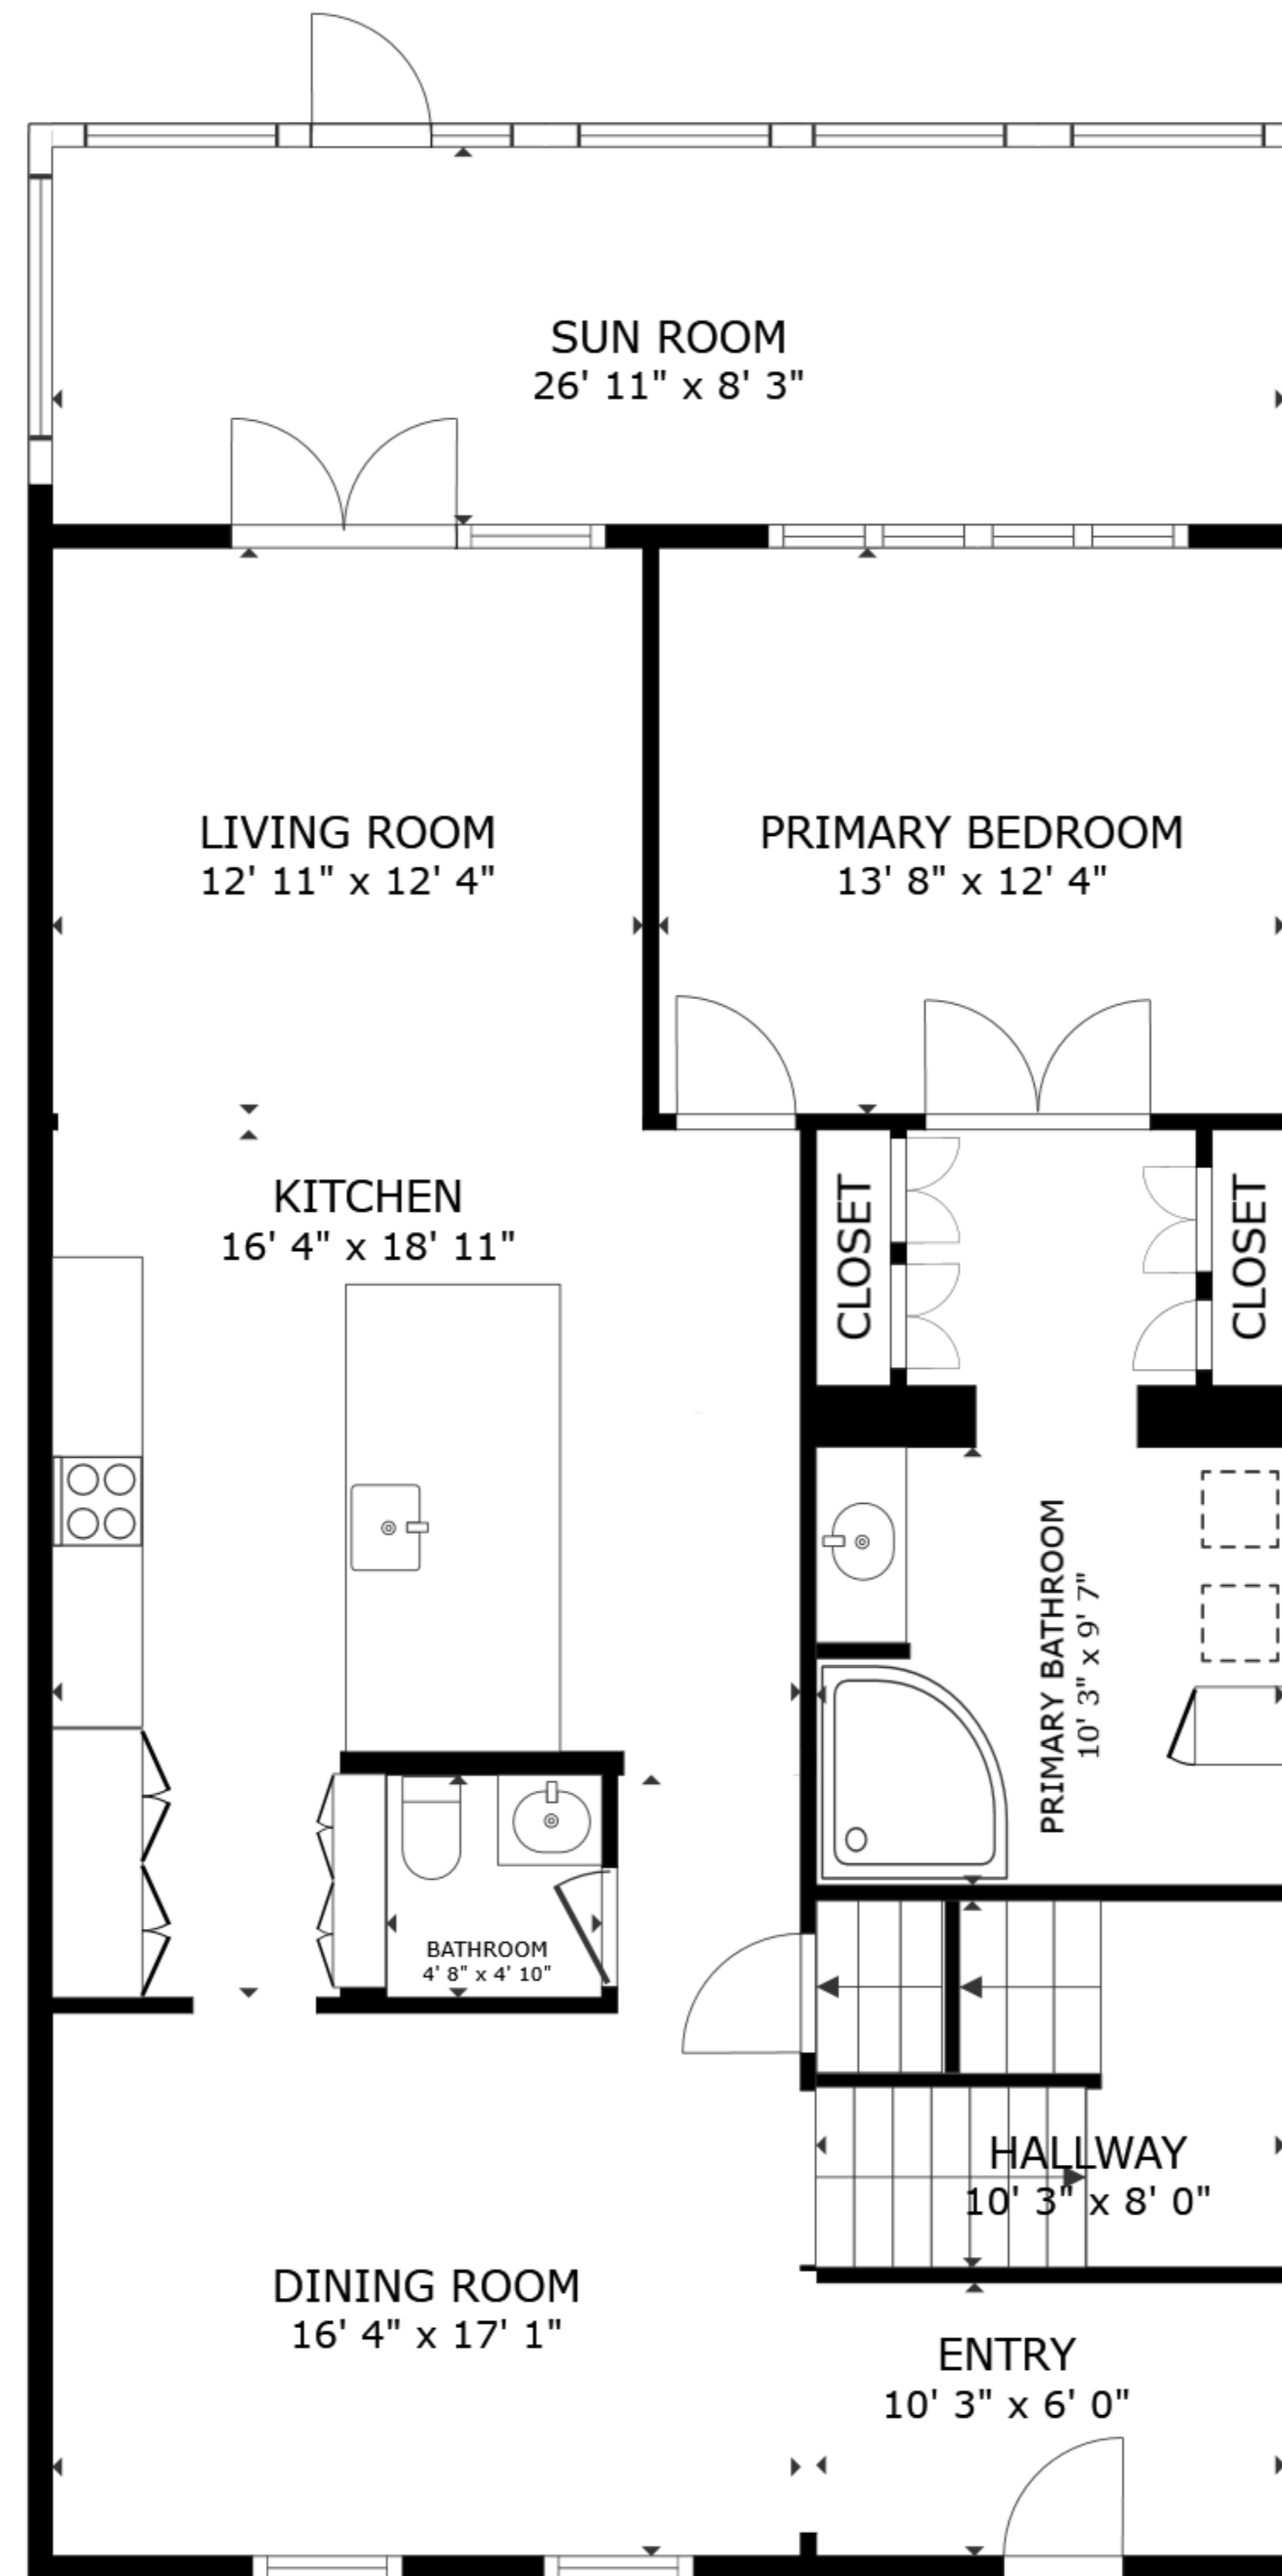 SUN ROOM
26' 11" x 8' 3"
LIVING ROOM
12' 11" x 12' 4"
PRIMARY BEDROOM
13' 8" x 12' 4"
KITCHEN
16' 4" x 18' 11"
CLOSET
CLOSET
PRIMARY BATHROOM
10' 3" x 9' 7"
BATHROOM
4' 8" x 4' 10"
HALLWAY
10' 3" x 8' 0"
DINING ROOM
16' 4" x 17' 1"
ENTRY
10' 3" x 6' 0"